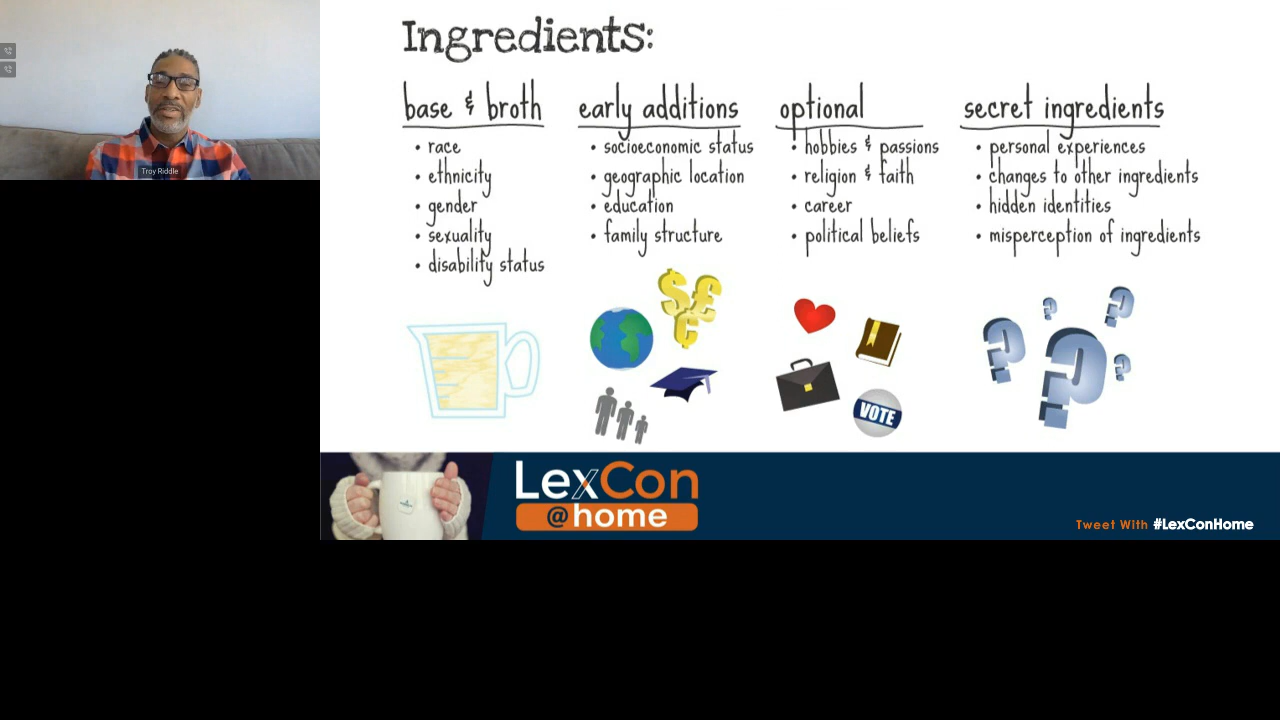 Troy Riddle
Ingredients:
base & broth
• race
• ethnicity
• gender
• sexuality
• disability status
early additions
• socioeconomic status
• geographic location
• education
• family structure
optional
• hobbies & passions
• religion & faith
• career
• political beliefs
secret ingredients
• personal experiences
• changes to other ingredients
• hidden identities
• misperception of ingredients
VOTE
LexCon
@home
Tweet With #LexConHome